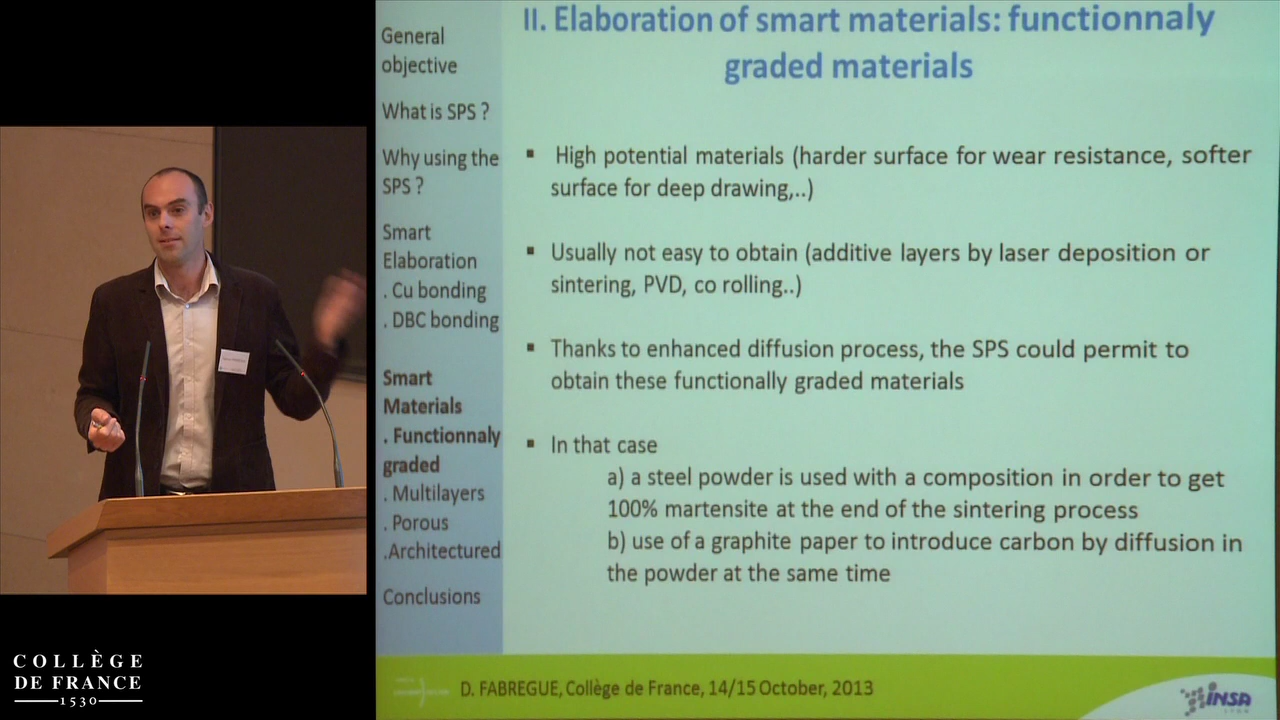 General
objective
What is SPS ?
Why using the
SPS ?
Smart
Elaboration
. Cu bonding
. DBC bonding
Smart
Materials
. Functionnaly
graded
. Multilayers
. Porous
.Architectured
Conclusions
II. Elaboration of smart materials: functionnaly
graded materials
▪ High potential materials (harder surface for wear resistance, softer
surface for deep drawing,..)
▪ Usually not easy to obtain (additive layers by laser deposition or
sintering, PVD, co rolling..)
▪ Thanks to enhanced diffusion process, the SPS could permit to
obtain these functionally graded materials
▪ In that case
a) a steel powder is used with a composition in order to get
100% martensite at the end of the sintering process
b) use of a graphite paper to introduce carbon by diffusion in
the powder at the same time
D. FABREGUE, Collège de France, 14/15 October, 2013
INSA
COLLÈGE
DE FRANCE
1530